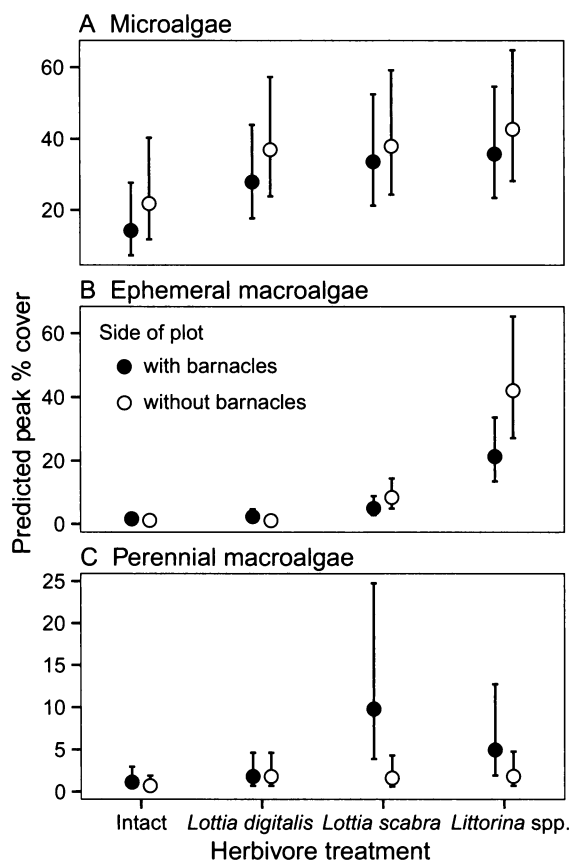 A Microalgae
60
40
20
B Ephemeral macroalgae
Side of plot
with barnacles
without barnacles
60
40
20
0
Predicted peak % cover
C Perennial macroalgae
25
20
15
10
5
0
Intact Lottia digitalis Lottia scabra Littorina spp.
Herbivore treatment